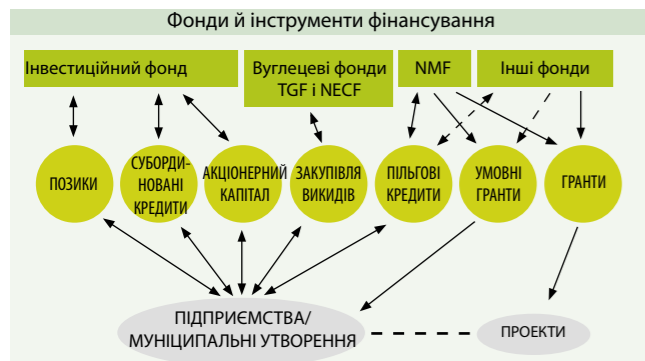 Фонди й інструменти фінансування
Інвестиційний фонд
Вуглецеві фонди
TGF і NECF
NMF
Інші фонди
ПОЗИКИ
СУБОРДИ-
НОВАНІ
КРЕДИТИ
АКЦІОНЕРНИЙ
КАПІТАЛ
ЗАКУПІВЛЯ
ВИКИДІВ
ПІЛЬГОВІ
КРЕДИТИ
УМОВНІ
ГРАНТИ
ГРАНТИ
ПІДПРИЄМСТВА/
МУНІЦИПАЛЬНІ УТВОРЕННЯ
ПРОЕКТИ